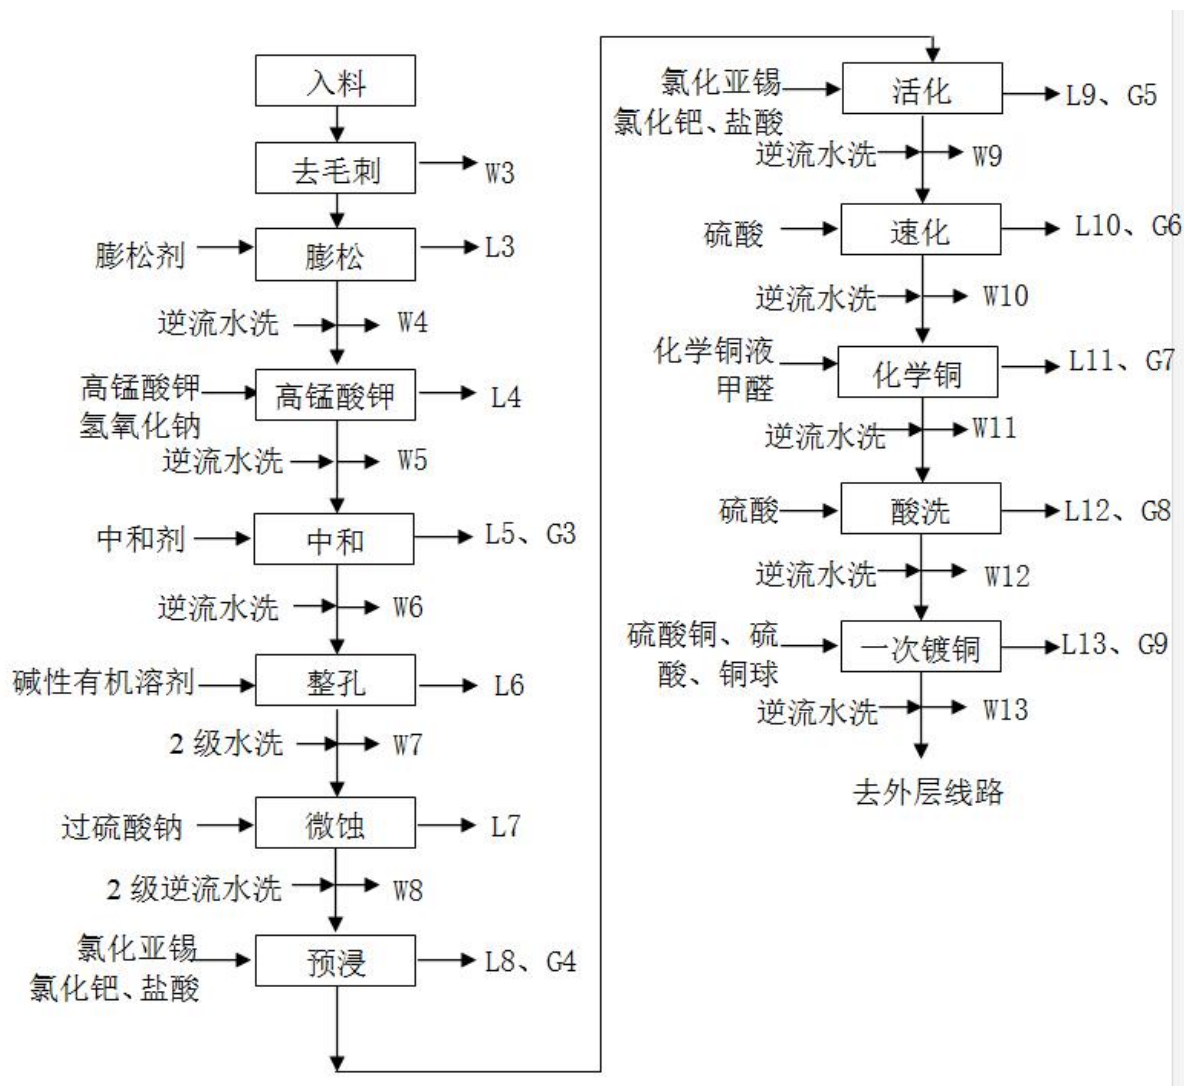 入料
去毛刺
W3
膨松剂
膨松
L3
逆流水洗
W4
高锰酸钾
氢氧化钠
高锰酸钾
L4
逆流水洗
W5
中和剂
中和
L5、G3
逆流水洗
W6
碱性有机溶剂
整孔
L6
2级水洗
W7
过硫酸钠
微蚀
L7
2级逆流水洗
W8
氯化亚锡
氯化钯、盐酸
预浸
L8、G4
氯化亚锡
氯化钯、盐酸
活化
L9、G5
逆流水洗
W9
硫酸
速化
L10、G6
逆流水洗
W10
化学铜液
甲醛
化学铜
L11、G7
逆流水洗
W11
硫酸
酸洗
L12、G8
逆流水洗
W12
硫酸铜、硫
酸、铜球
一次镀铜
L13、G9
逆流水洗
W13
去外层线路